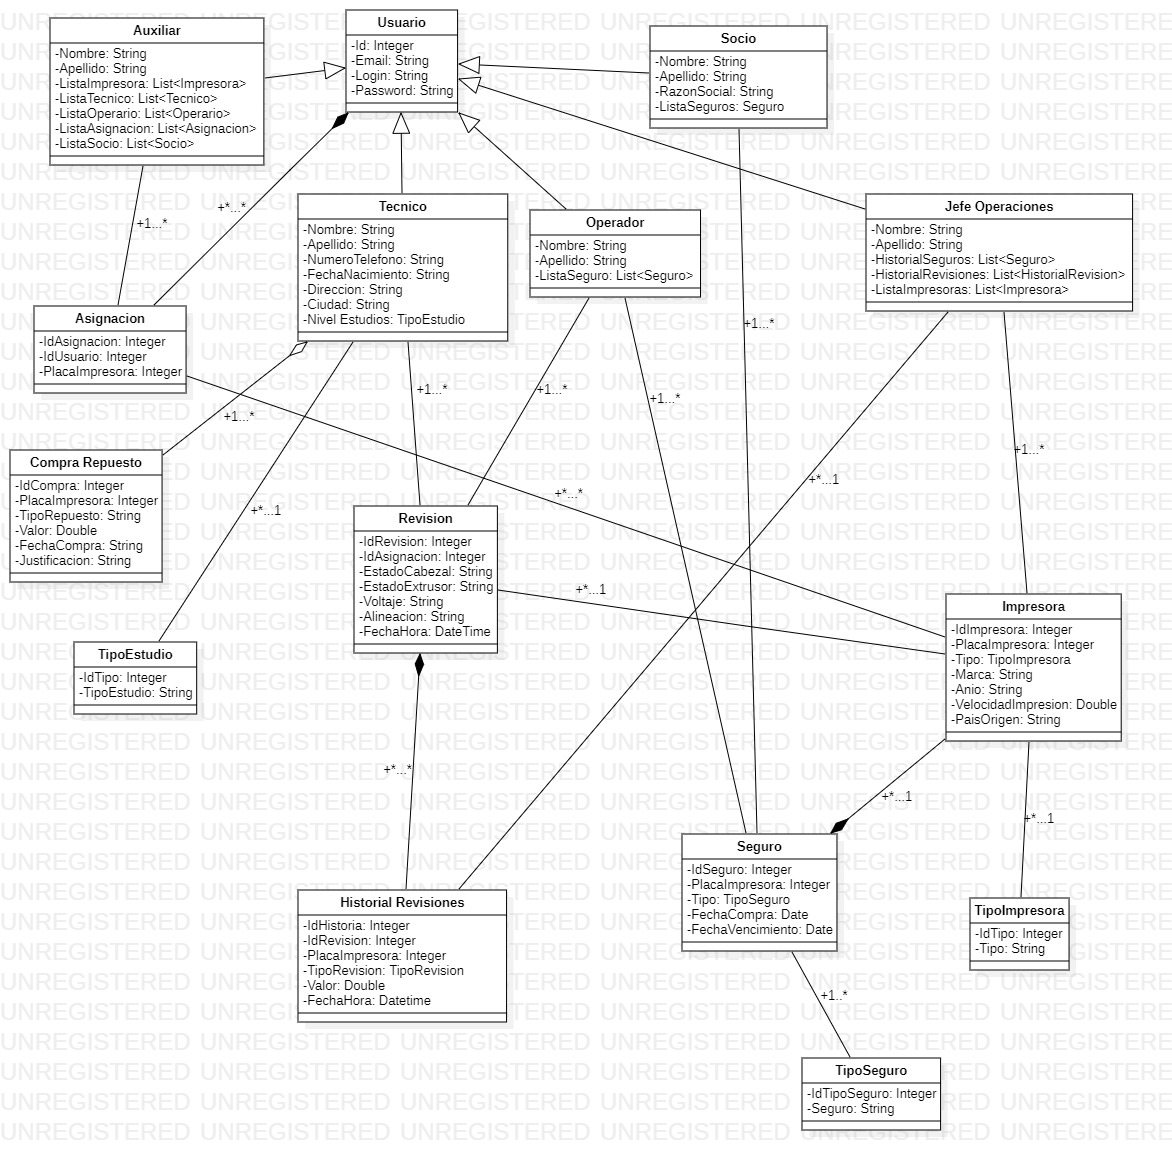 Auxiliar
-Nombre: String
-Apellido: String
-ListaImpresora: List<Impresora>
-ListaTecnico: List<Tecnico>
-ListaOperario: List<Operario>
-ListaAsignacion: List<Asignacion>
-ListaSocio: List<Socio>
Usuario
-Id: Integer
-Email: String
-Login: String
-Password: String
Socio
-Nombre: String
-Apellido: String
-RazonSocial: String
-ListaSeguros: Seguro
+1...*
+*...*
Tecnico
-Nombre: String
-Apellido: String
-NumeroTelefono: String
-FechaNacimiento: String
-Direccion: String
-Ciudad: String
-Nivel Estudios: TipoEstudio
Operador
-Nombre: String
-Apellido: String
-ListaSeguro: List<Seguro>
Jefe Operaciones
-Nombre: String
-Apellido: String
-HistorialSeguros: List<Seguro>
-HistorialRevisiones: List<HistorialRevision>
-ListaImpresoras: List<Impresora>
Asignacion
-IdAsignacion: Integer
-IdUsuario: Integer
-PlacaImpresora: Integer
+1...*
+1...*
+1...*
+1...*
+1...*
+1...*
+*...1
+*...*
+*...1
Compra Repuesto
-IdCompra: Integer
-PlacaImpresora: Integer
-TipoRepuesto: String
-Valor: Double
-FechaCompra: String
-Justificacion: String
Revision
-IdRevision: Integer
-IdAsignacion: Integer
-EstadoCabezal: String
-EstadoExtrusor: String
-Voltaje: String
-Alineacion: String
-FechaHora: DateTime
+*...1
Impresora
-IdImpresora: Integer
-PlacaImpresora: Integer
-Tipo: TipoImpresora
-Marca: String
-Anio: String
-VelocidadImpresion: Double
-PaisOrigen: String
TipoEstudio
-IdTipo: Integer
-TipoEstudio: String
+*...*
+*...1
+*...1
Seguro
-IdSeguro: Integer
-PlacaImpresora: Integer
-Tipo: TipoSeguro
-FechaCompra: Date
-FechaVencimiento: Date
Historial Revisiones
-IdHistoria: Integer
-IdRevision: Integer
-PlacaImpresora: Integer
-TipoRevision: TipoRevision
-Valor: Double
-FechaHora: Datetime
TipoImpresora
-IdTipo: Integer
-Tipo: String
+1..*
TipoSeguro
-IdTipoSeguro: Integer
-Seguro: String
UNREGISTERED